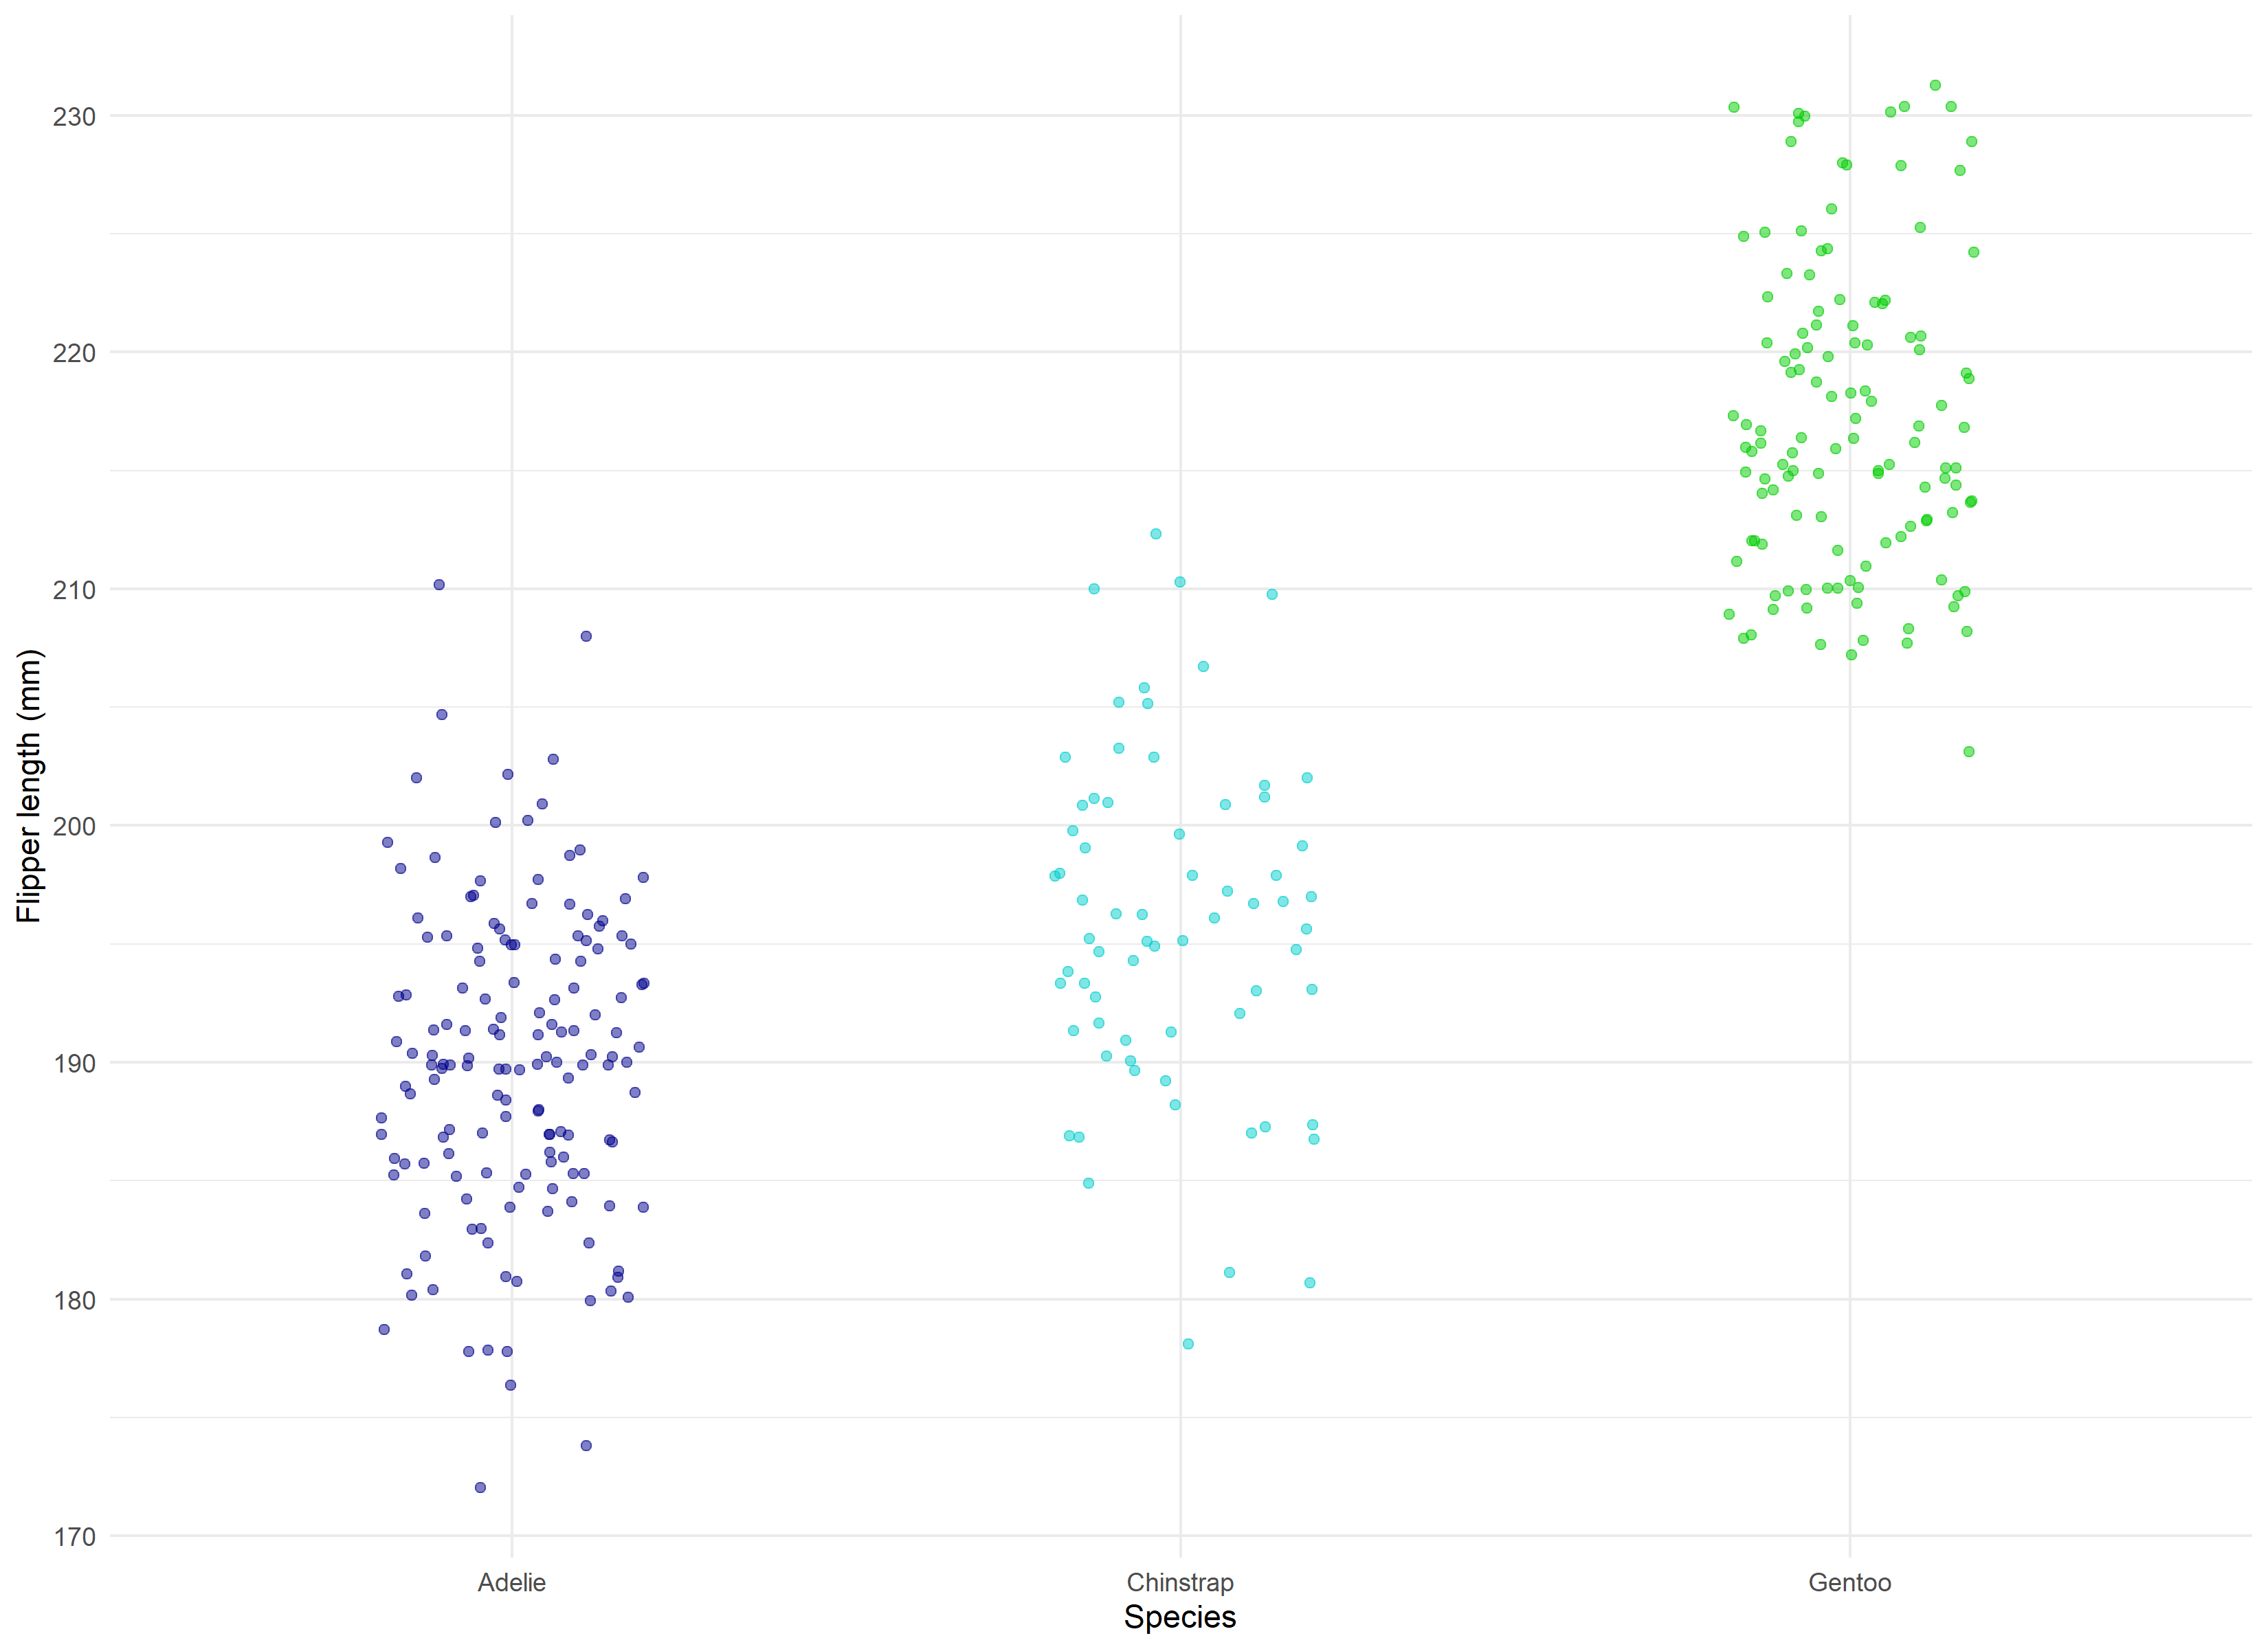 230
220
210
200
190
180
170
Flipper length (mm)
Adelie Chinstrap Gentoo
Species